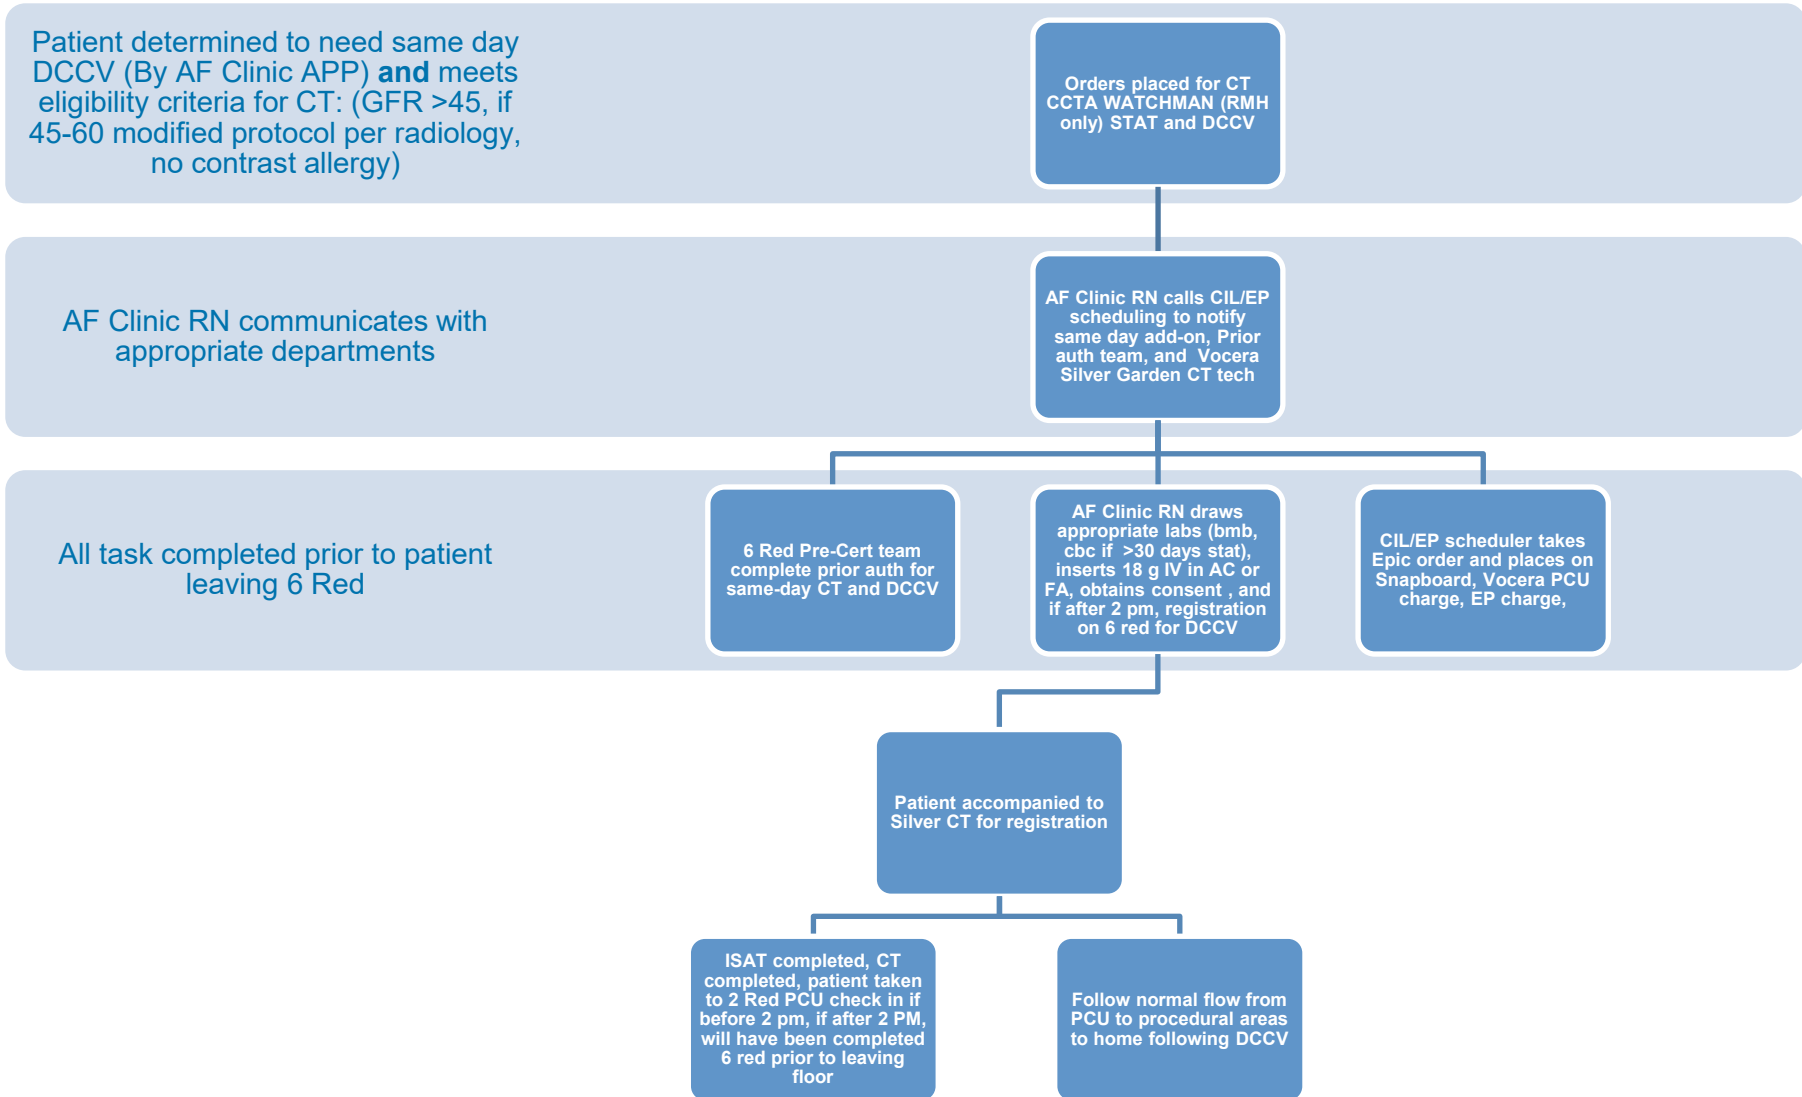 Patient determined to need same day
DCCV (By AF Clinic APP) and meets
eligibility criteria for CT: (GFR >45, if
45-60 modified protocol per radiology,
no contrast allergy)
Orders placed for CT
CCTA WATCHMAN (RMH
only) STAT and DCCV
AF Clinic RN communicates with
appropriate departments
AF Clinic RN calls CIL/EP
scheduling to notify
same day add-on, Prior
auth team, and Vocera
Silver Garden CT tech
All task completed prior to patient
leaving 6 Red
6 Red Pre-Cert team
complete prior auth for
same-day CT and DCCV
AF Clinic RN draws
appropriate labs (bmb,
cbc if >30 days stat),
inserts 18 g IV in AC or
FA, obtains consent , and
if after 2 pm, registration
on 6 red for DCCV
CIL/EP scheduler takes
Epic order and places on
Snapboard, Vocera PCU
charge, EP charge,
Patient accompanied to
Silver CT for registration
ISAT completed, CT
completed, patient taken
to 2 Red PCU check in if
before 2 pm, if after 2 PM,
will have been completed
6 red prior to leaving
floor
Follow normal flow from
PCU to procedural areas
to home following DCCV